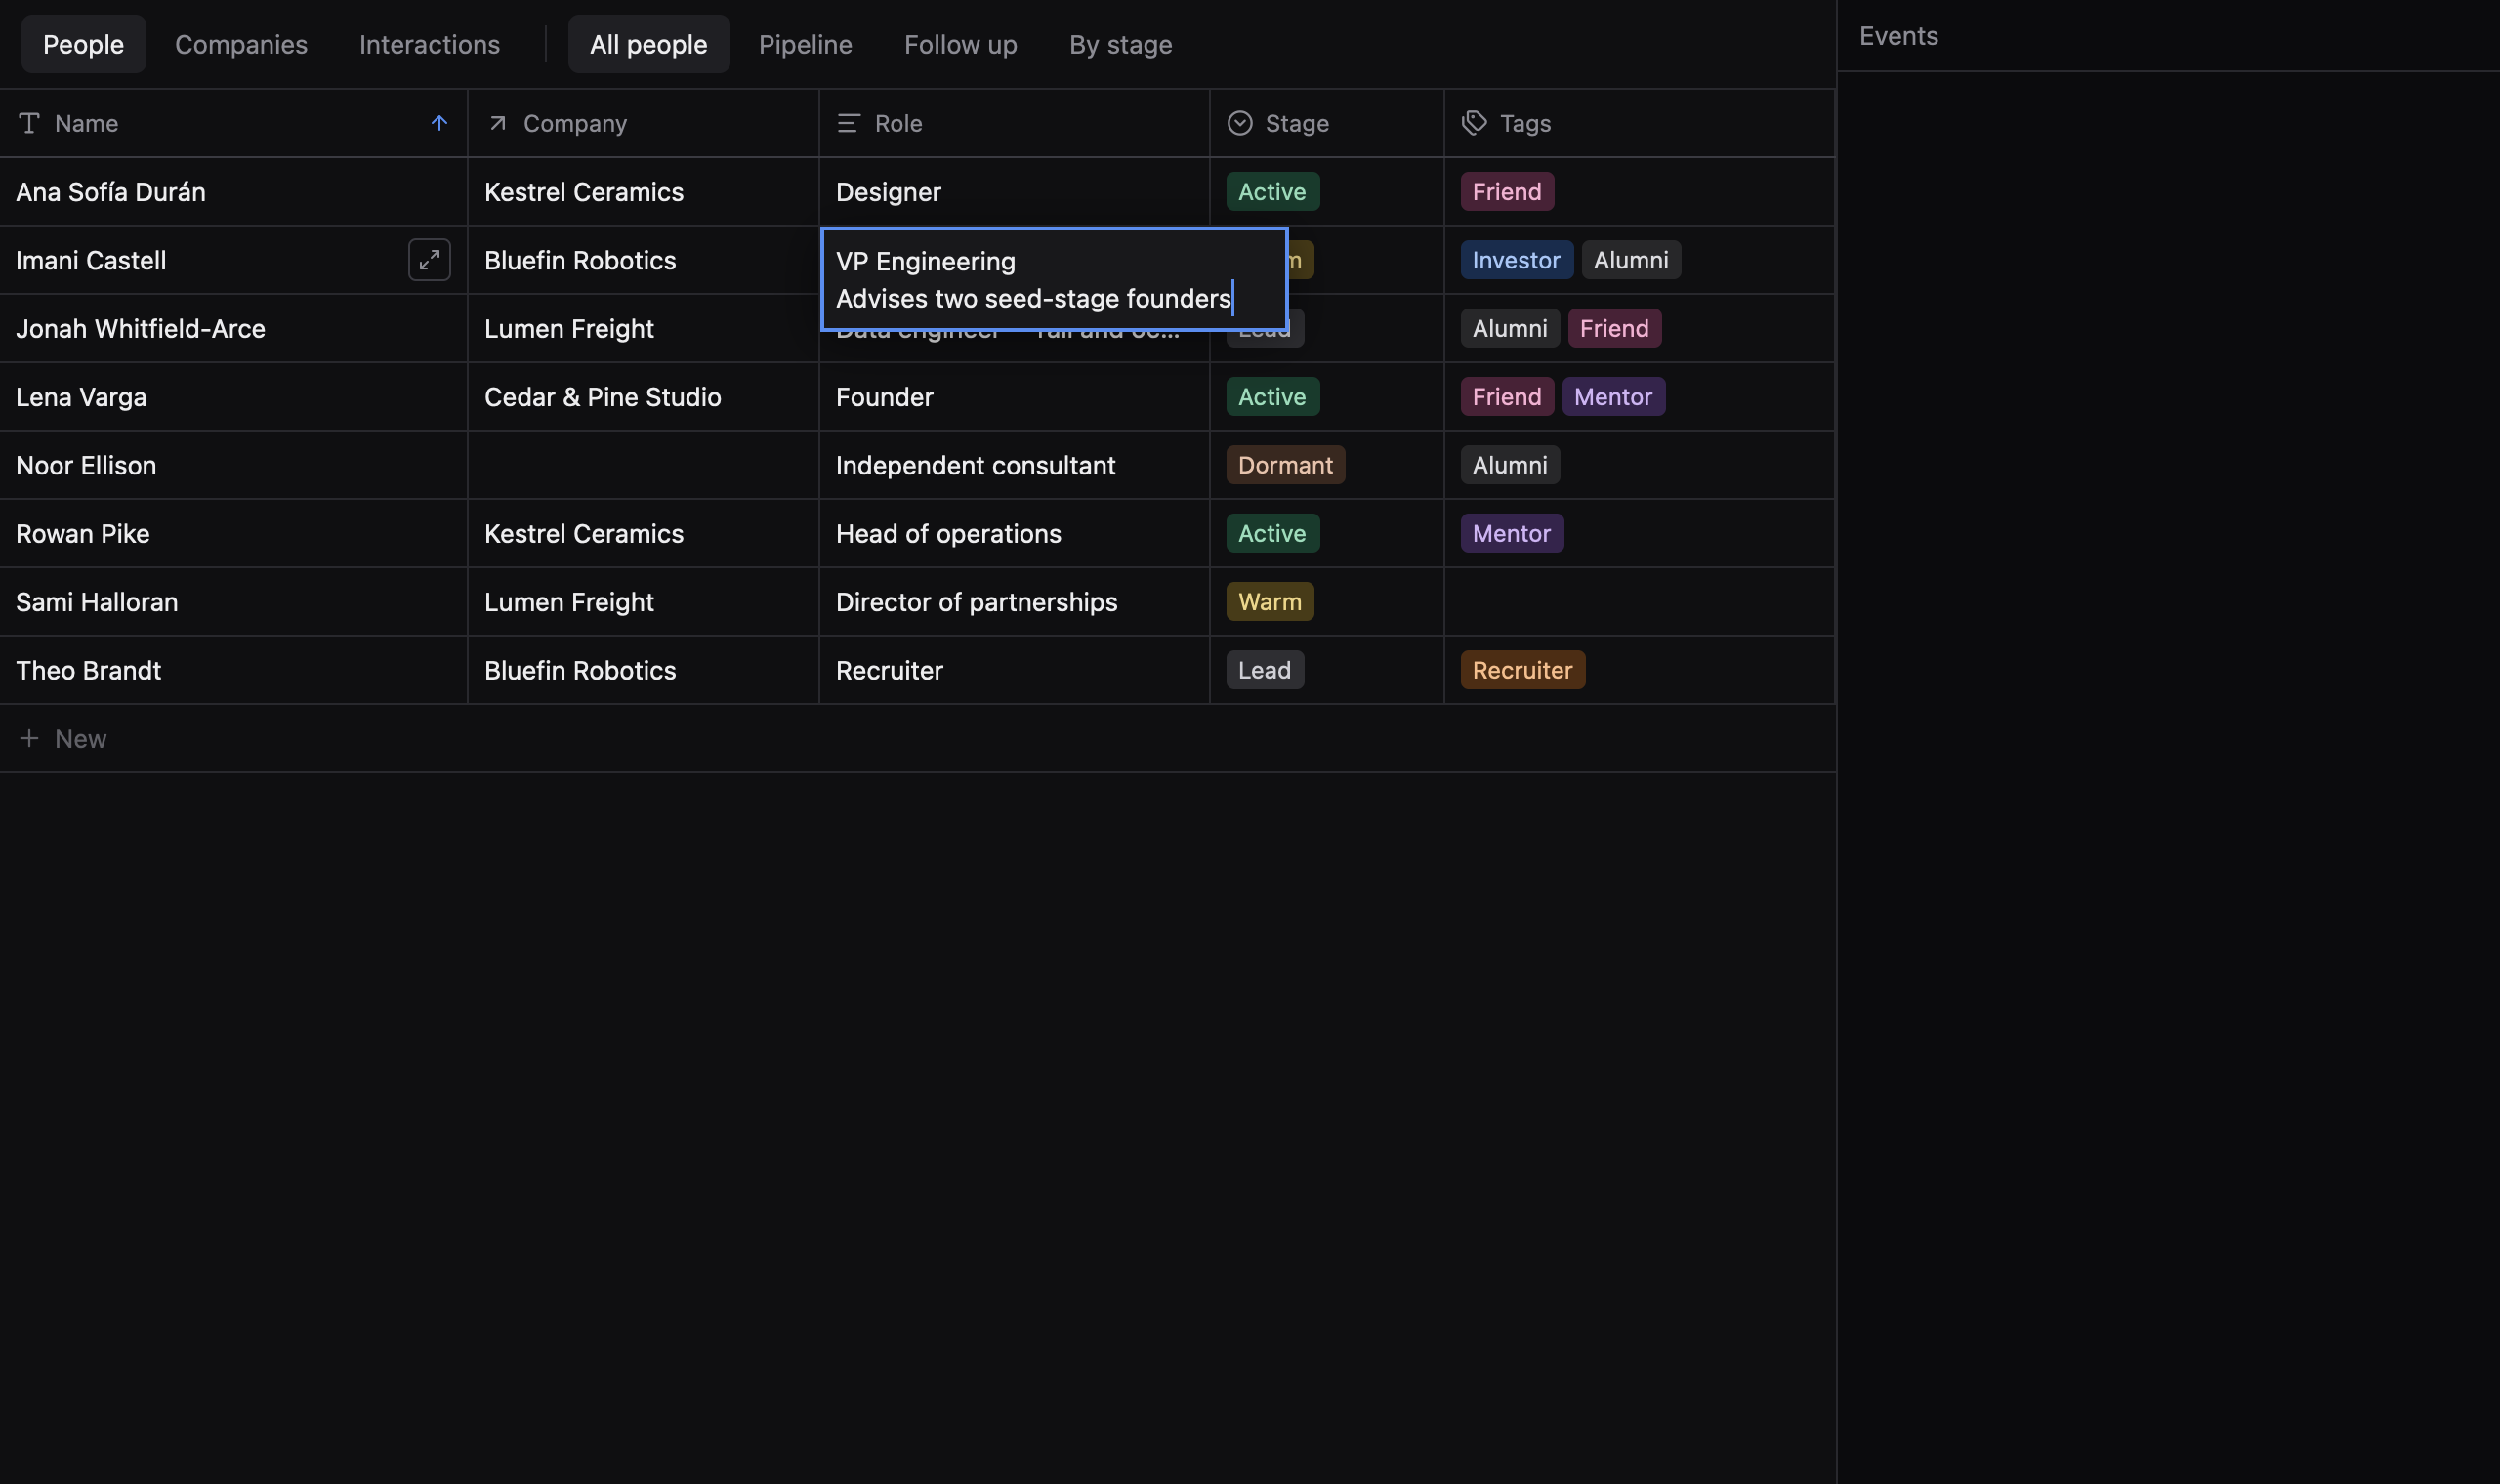 People Companies Interactions All people Pipeline Follow up By stage Events
Name Company Role Stage Tags
Ana Sofía Durán Kestrel Ceramics Designer Active Friend
Imani Castell Bluefin Robotics VP Engineering Investor Alumni
Advises two seed-stage founders
Jonah Whitfield-Arce Lumen Freight Data engineer Lead Alumni Friend
Lena Varga Cedar & Pine Studio Founder Active Friend Mentor
Noor Ellison Independent consultant Dormant Alumni
Rowan Pike Kestrel Ceramics Head of operations Active Mentor
Sami Halloran Lumen Freight Director of partnerships Warm
Theo Brandt Bluefin Robotics Recruiter Lead Recruiter
New